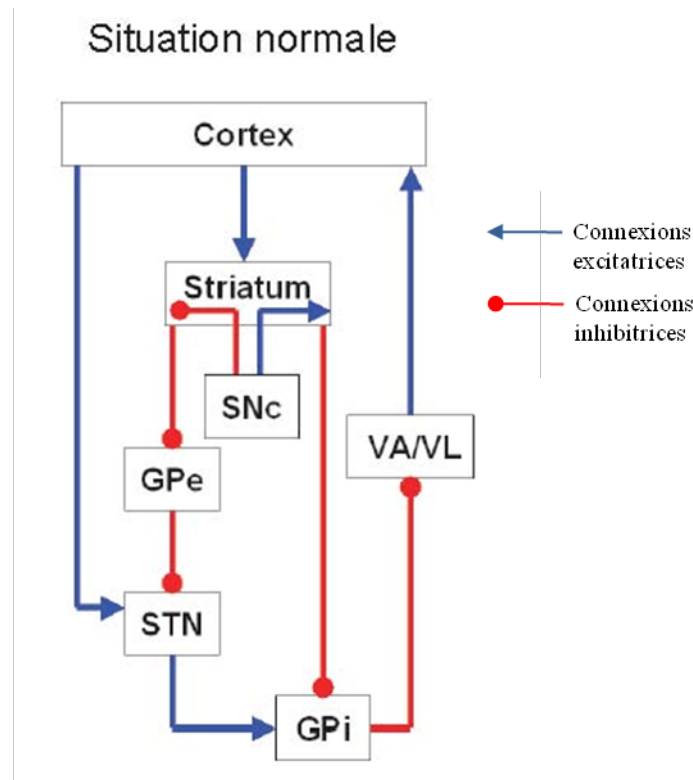 Situation normale
Cortex
Connexions
excitatrices
Striatum
Connexions
inhibitrices
SNc
VA/VL
GPe
STN
GPi